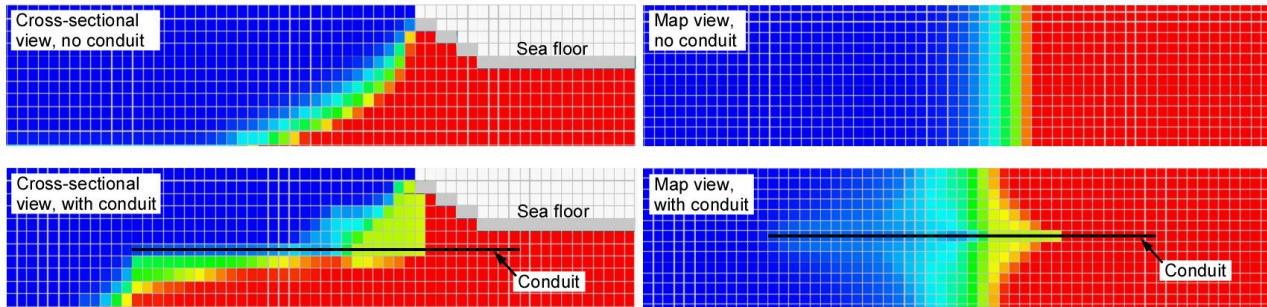 Cross-sectional
view, no conduit
Sea floor
Map view,
no conduit
Cross-sectional
view, with conduit
Sea floor
Conduit
Map view,
with conduit
Conduit